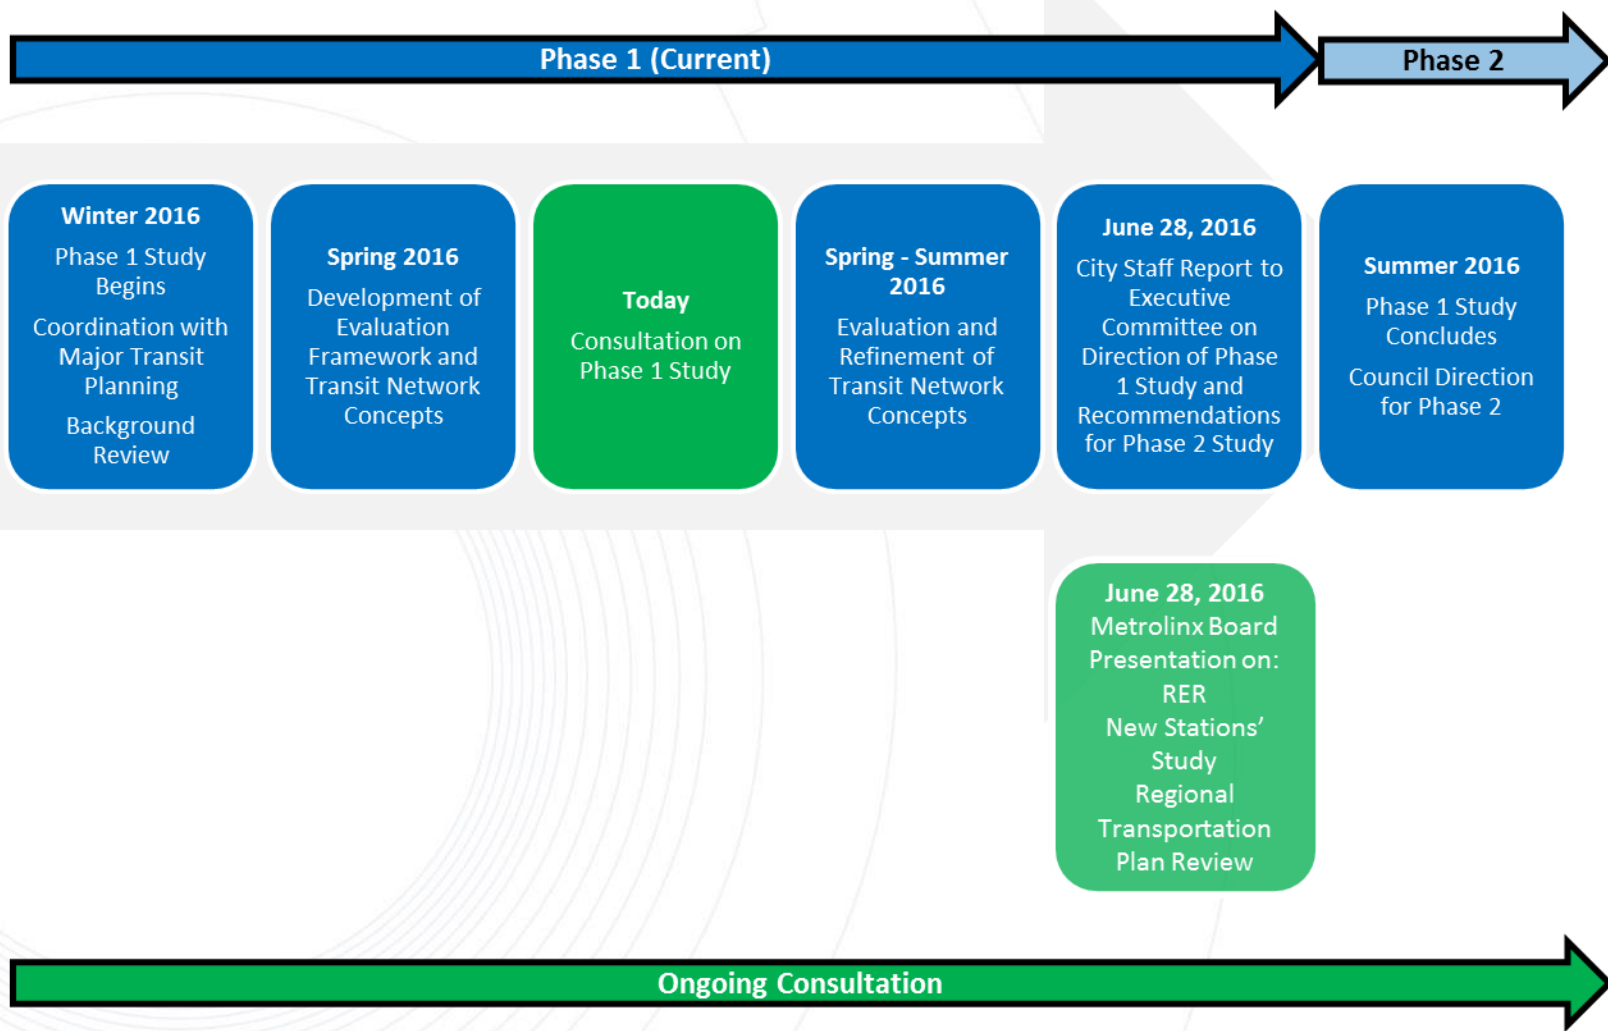 Phase 1 (Current)
Phase 2
Winter 2016
Phase 1 Study
Begins
Coordination with
Major Transit
Planning
Background
Review
Spring 2016
Development of
Evaluation
Framework and
Transit Network
Concepts
Today
Consultation on
Phase 1 Study
Spring - Summer
2016
Evaluation and
Refinement of
Transit Network
Concepts
June 28, 2016
City Staff Report to
Executive
Committee on
Direction of Phase
1 Study and
Recommendations
for Phase 2 Study
Summer 2016
Phase 1 Study
Concludes
Council Direction
for Phase 2
June 28, 2016
Metrolinx Board
Presentation on:
RER
New Stations’
Study
Regional
Transportation
Plan Review
Ongoing Consultation